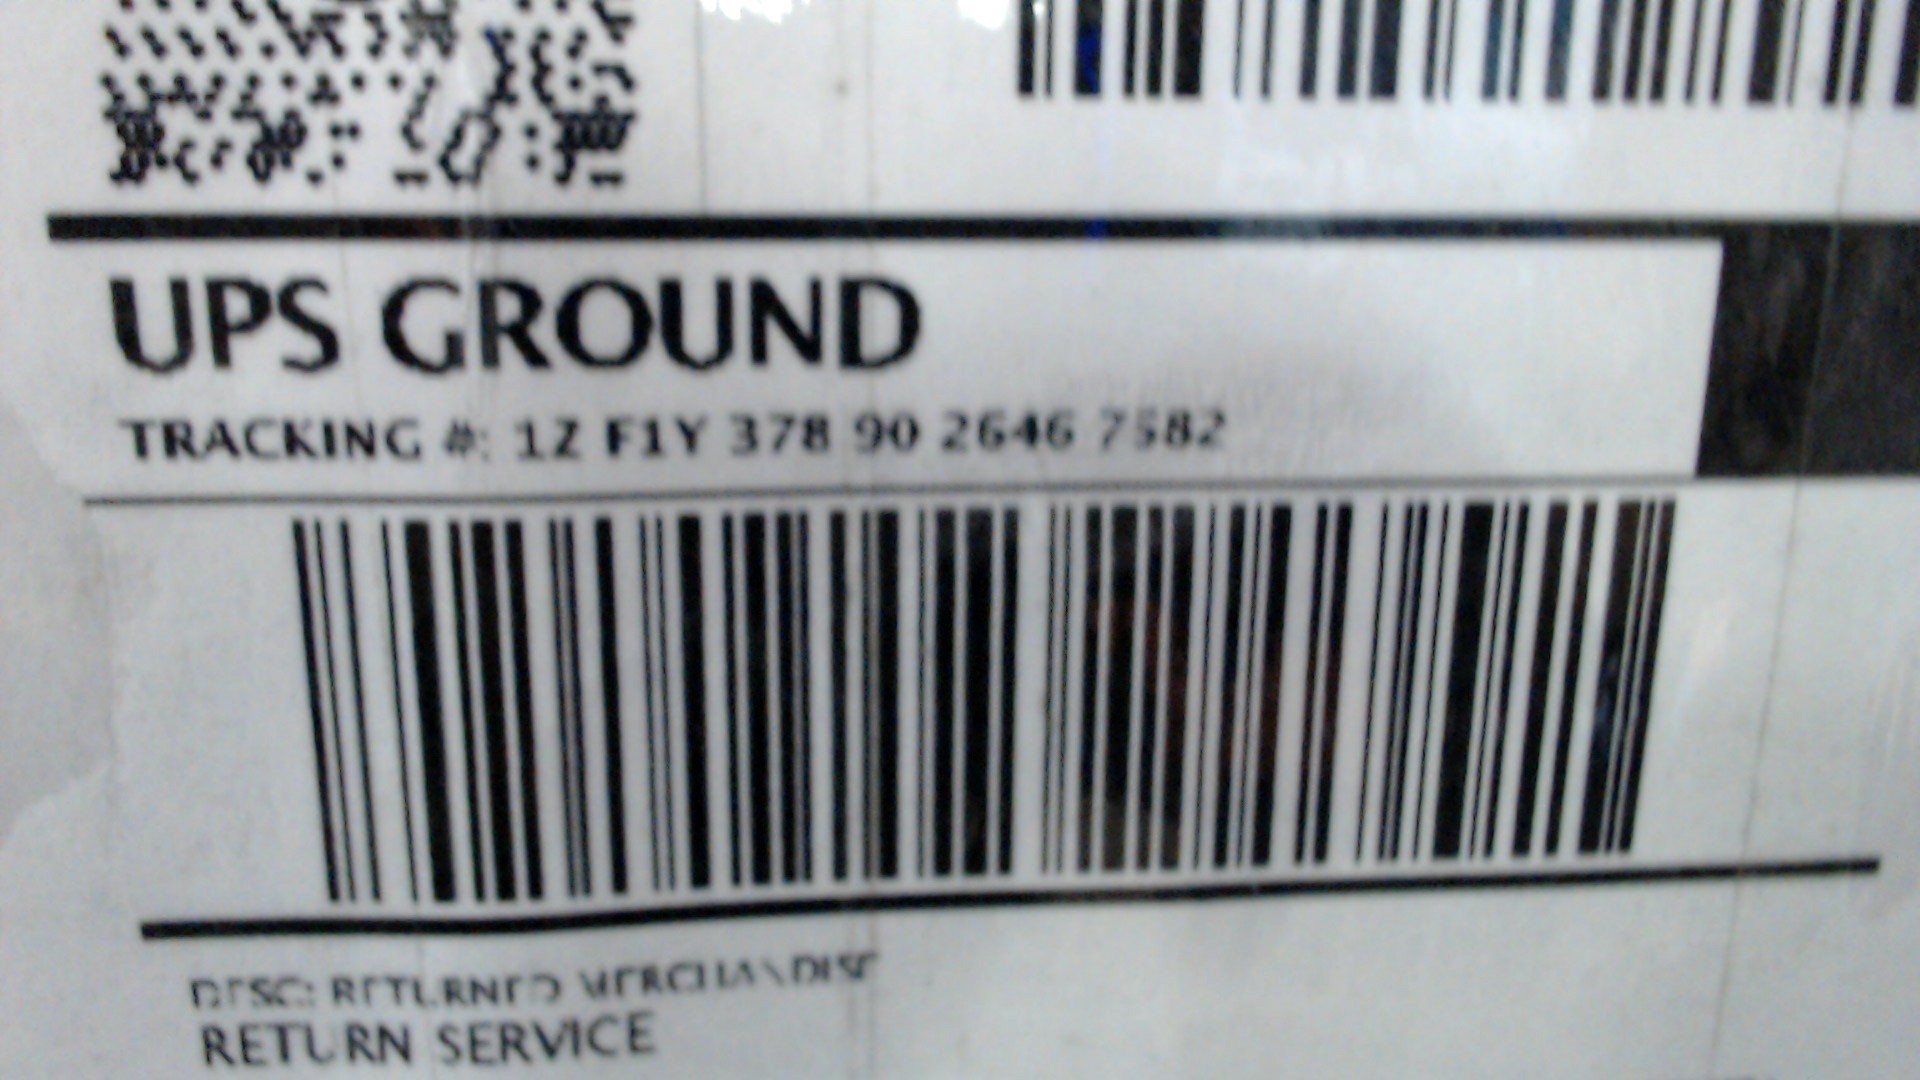 UPS GROUND
TRACKING #: 1Z F1Y 378 90 2646 7582
DESC: RETURNED MERCHANDISE
RETURN SERVICE